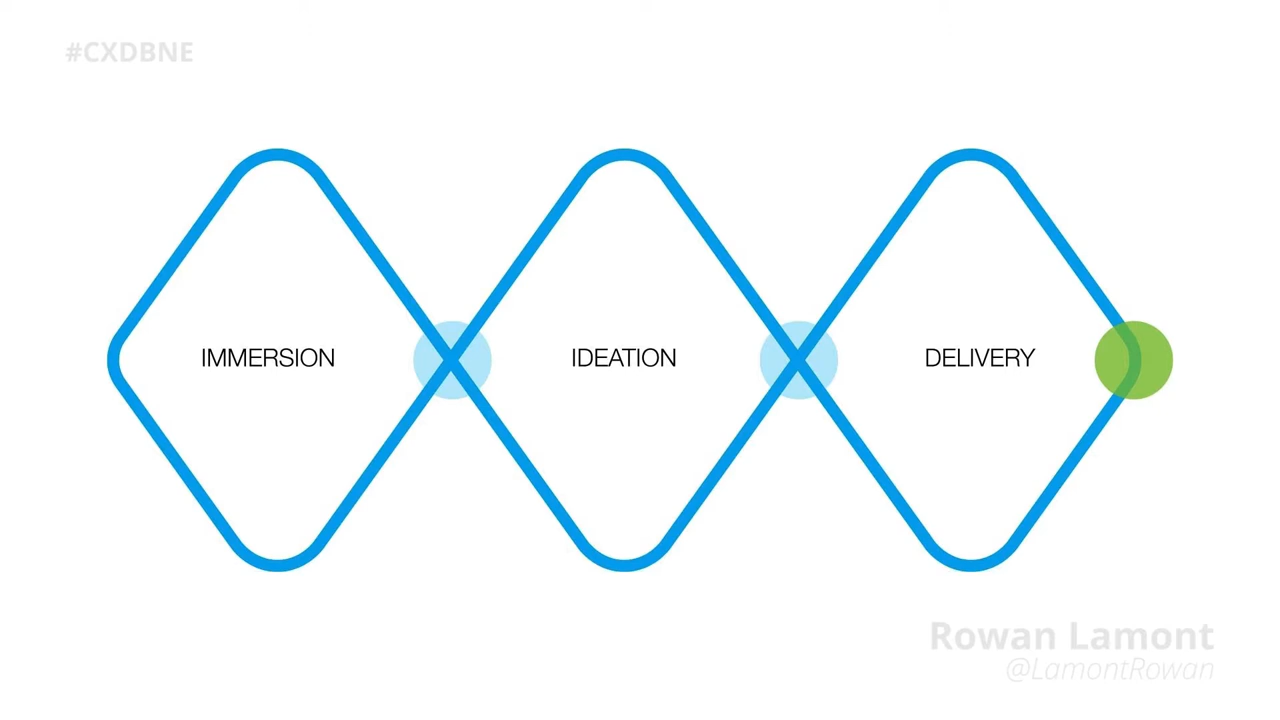 #CXDBNE
IMMERSION
IDEATION
DELIVERY
Rowan Lamont
@LamontRowan